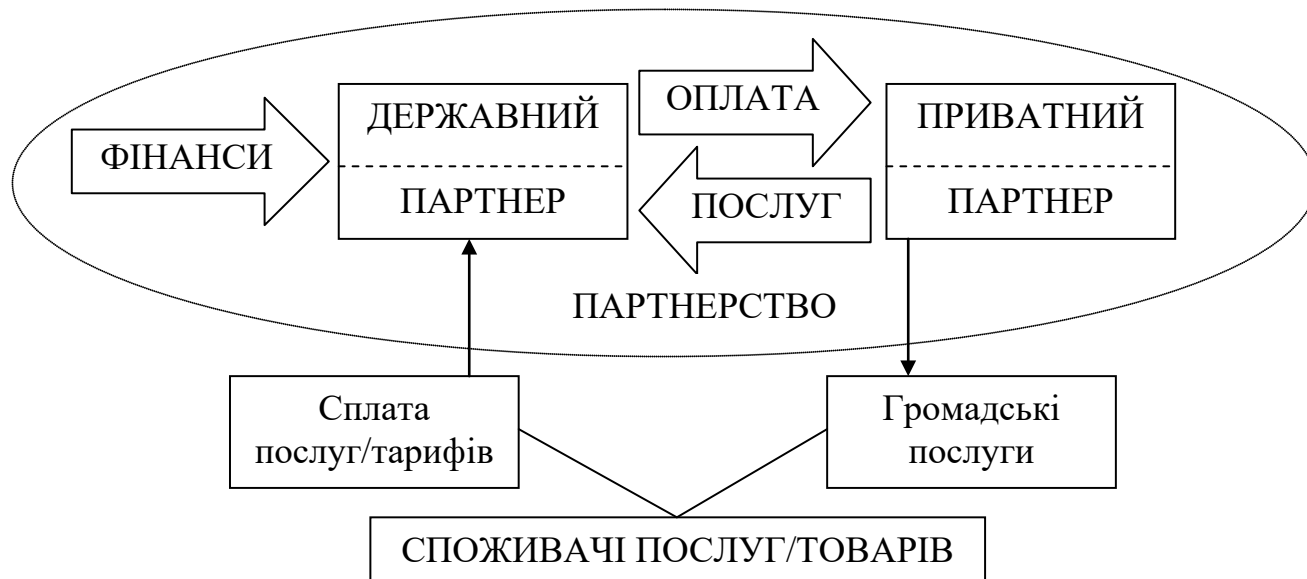 ФІНАНСИ
ДЕРЖАВНИЙ
ПАРТНЕР
ОПЛАТА
ПОСЛУГ
ПРИВАТНИЙ
ПАРТНЕР
ПАРТНЕРСТВО
Сплата
послуг/тарифів
Громадські
послуги
СПОЖИВАЧІ ПОСЛУГ/ТОВАРІВ